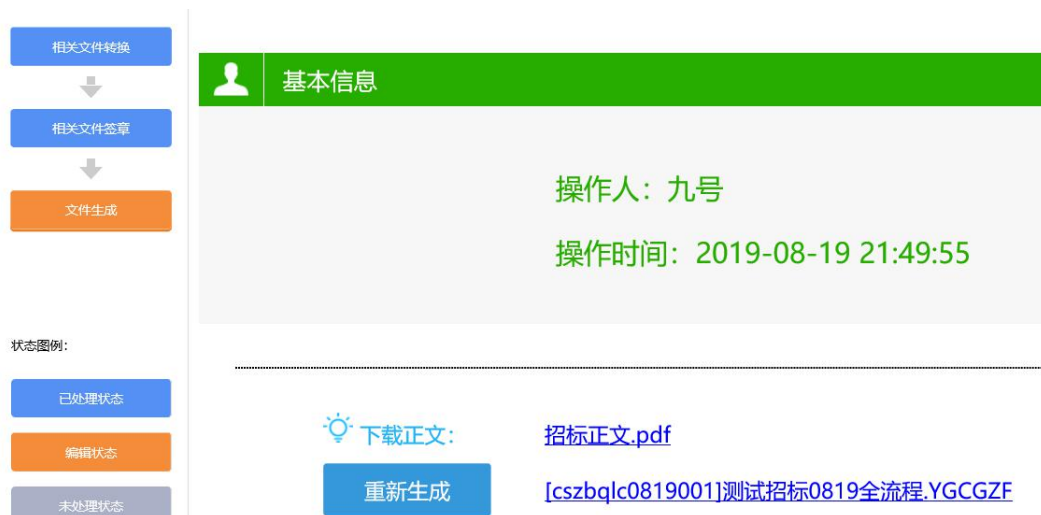 相关文件转换
相关文件签章
文件生成
状态图例：
已处理状态
编辑状态
未处理状态
基本信息
操作人：九号
操作时间：2019-08-19 21:49:55
下载正文： 招标正文.pdf
重新生成 [cszbqlc0819001]测试招标0819全流程.YGCGZF